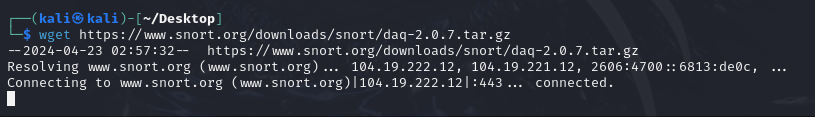 ┌──(kali㉿kali)-[~/Desktop]
└─$ wget https://www.snort.org/downloads/snort/daq-2.0.7.tar.gz
--2024-04-23 02:57:32--  https://www.snort.org/downloads/snort/daq-2.0.7.tar.gz
Resolving www.snort.org (www.snort.org)... 104.19.222.12, 104.19.221.12, 2606:4700::6813:de0c, ...
Connecting to www.snort.org (www.snort.org)|104.19.222.12|:443... connected.